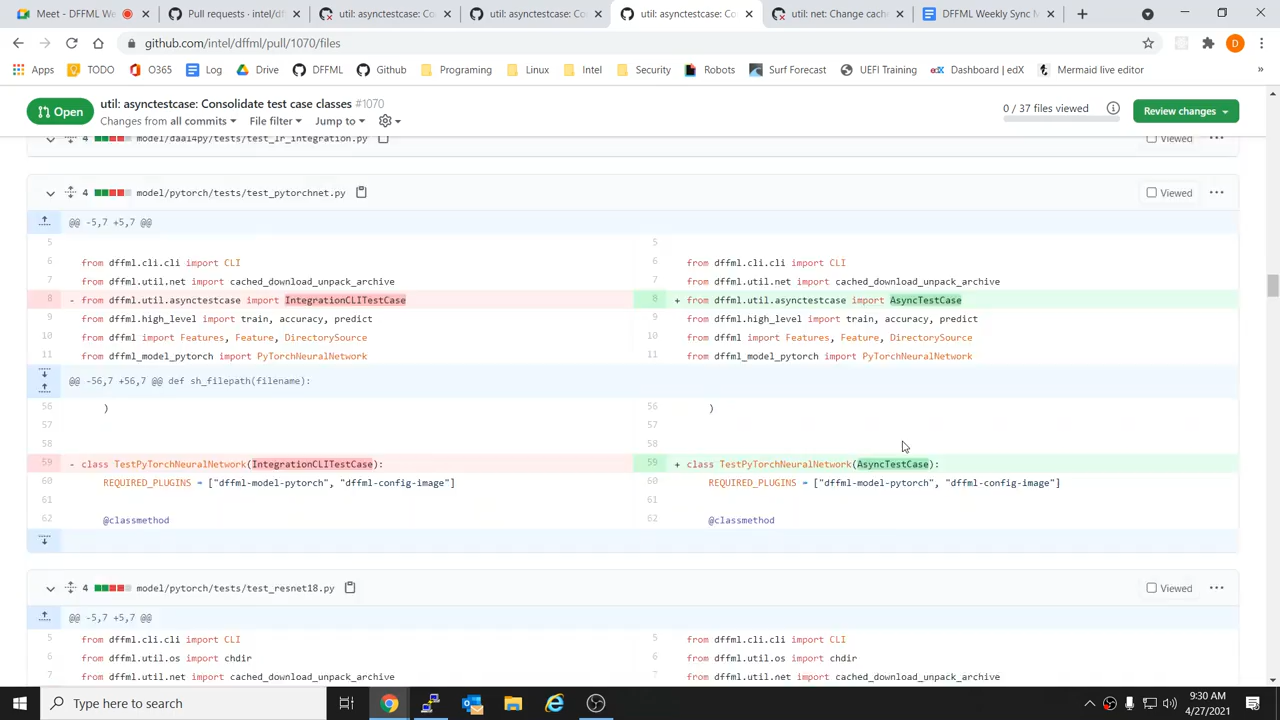 Meet - DFFML We
Pull requests · intel/df
util: asynctestcase: Co
util: asynctestcase: Co
util: asynctestcase: Co
util: net: Change cache
DFFML Weekly Sync M
github.com/intel/dffml/pull/1070/files
D
Apps
TODO
O365
Log
Drive
DFFML
Github
Programing
Linux
Intel
Security
Robots
Surf Forecast
UEFI Training
Dashboard | edX
Mermaid live editor
»
Open
util: asynctestcase: Consolidate test case classes #1070
Changes from all commits
File filter
Jump to
0 / 37 files viewed
Review changes
4 model/daal4py/tests/test_lr_integration.py
Viewed
4 model/pytorch/tests/test_pytorchnet.py
Viewed
@@ -5,7 +5,7 @@
5 5
6 from dffml.cli.cli import CLI 6 from dffml.cli.cli import CLI
7 from dffml.util.net import cached_download_unpack_archive 7 from dffml.util.net import cached_download_unpack_archive
8 - from dffml.util.asynctestcase import IntegrationCLITestCase 8 + from dffml.util.asynctestcase import AsyncTestCase
9 from dffml.high_level import train, accuracy, predict 9 from dffml.high_level import train, accuracy, predict
10 from dffml import Features, Feature, DirectorySource 10 from dffml import Features, Feature, DirectorySource
11 from dffml_model_pytorch import PyTorchNeuralNetwork 11 from dffml_model_pytorch import PyTorchNeuralNetwork
@@ -56,7 +56,7 @@ def sh_filepath(filename):
56 ) 56 )
57 57
58 58
59 - class TestPyTorchNeuralNetwork(IntegrationCLITestCase): 59 + class TestPyTorchNeuralNetwork(AsyncTestCase):
60 REQUIRED_PLUGINS = ["dffml-model-pytorch", "dffml-config-image"] 60 REQUIRED_PLUGINS = ["dffml-model-pytorch", "dffml-config-image"]
61 61
62 @classmethod 62 @classmethod
4 model/pytorch/tests/test_resnet18.py
Viewed
@@ -5,7 +5,7 @@
5 from dffml.cli.cli import CLI 5 from dffml.cli.cli import CLI
6 from dffml.util.os import chdir 6 from dffml.util.os import chdir
7 from dffml.util.net import cached_download_unpack_archive 7 from dffml.util.net import cached_download_unpack_archive
Type here to search
9:30 AM
4/27/2021